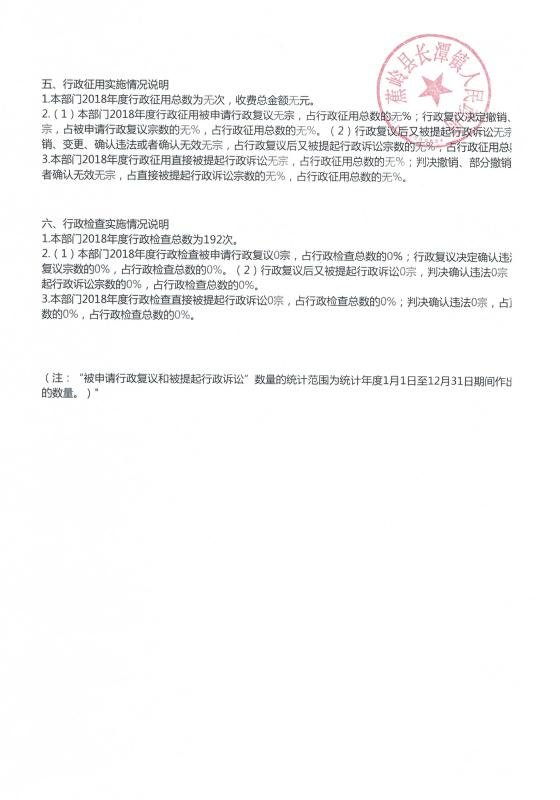 蕉岭县长潭镇人民政府
五、行政征用实施情况说明
1.本部门2018年度行政征用总数为无次，收费总金额无元。
2.（1）本部门2018年度行政征用被申请行政复议无宗，占行政征用总数的无%；行政复议决定撤销、
宗，占被申请行政复议宗数的无%，占行政征用总数的无%。（2）行政复议后又被提起行政诉讼无宗
销、变更、确认违法或者确认无效无宗，占行政复议后又被提起行政诉讼宗数的无%，占行政征用总
3.本部门2018年度行政征用直接被提起行政诉讼无宗，占行政征用总数的无%；判决撤销、部分撤销
者确认无效无宗，占直接被提起行政诉讼宗数的无%，占行政征用总数的无%。
六、行政检查实施情况说明
1.本部门2018年度行政检查总数为192次。
2.（1）本部门2018年度行政检查被申请行政复议0宗，占行政检查总数的0%；行政复议决定确认违
复议宗数的0%，占行政检查总数的0%。（2）行政复议后又被提起行政诉讼0宗，判决确认违法0宗
起行政诉讼宗数的0%，占行政检查总数的0%。
3.本部门2018年度行政检查直接被提起行政诉讼0宗，占行政检查总数的0%；判决确认违法0宗，占
数的0%，占行政检查总数的0%。
（注：“被申请行政复议和被提起行政诉讼”数量的统计范围为统计年度1月1日至12月31日期间作出
的数量。）"